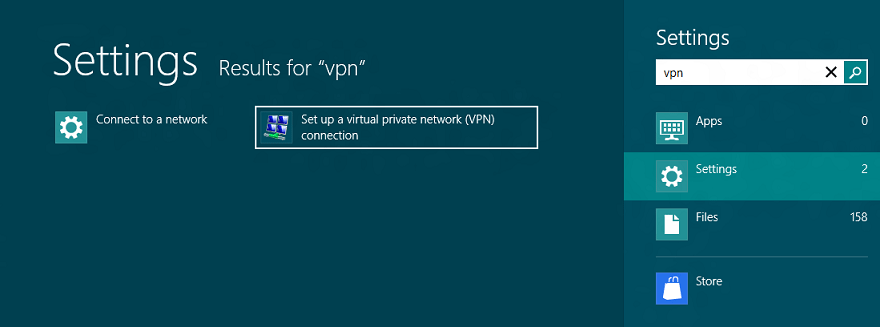 Settings Results for “vpn”
Connect to a network
Set up a virtual private network (VPN)
connection
Settings
vpn
Apps 0
Settings 2
Files 158
Store